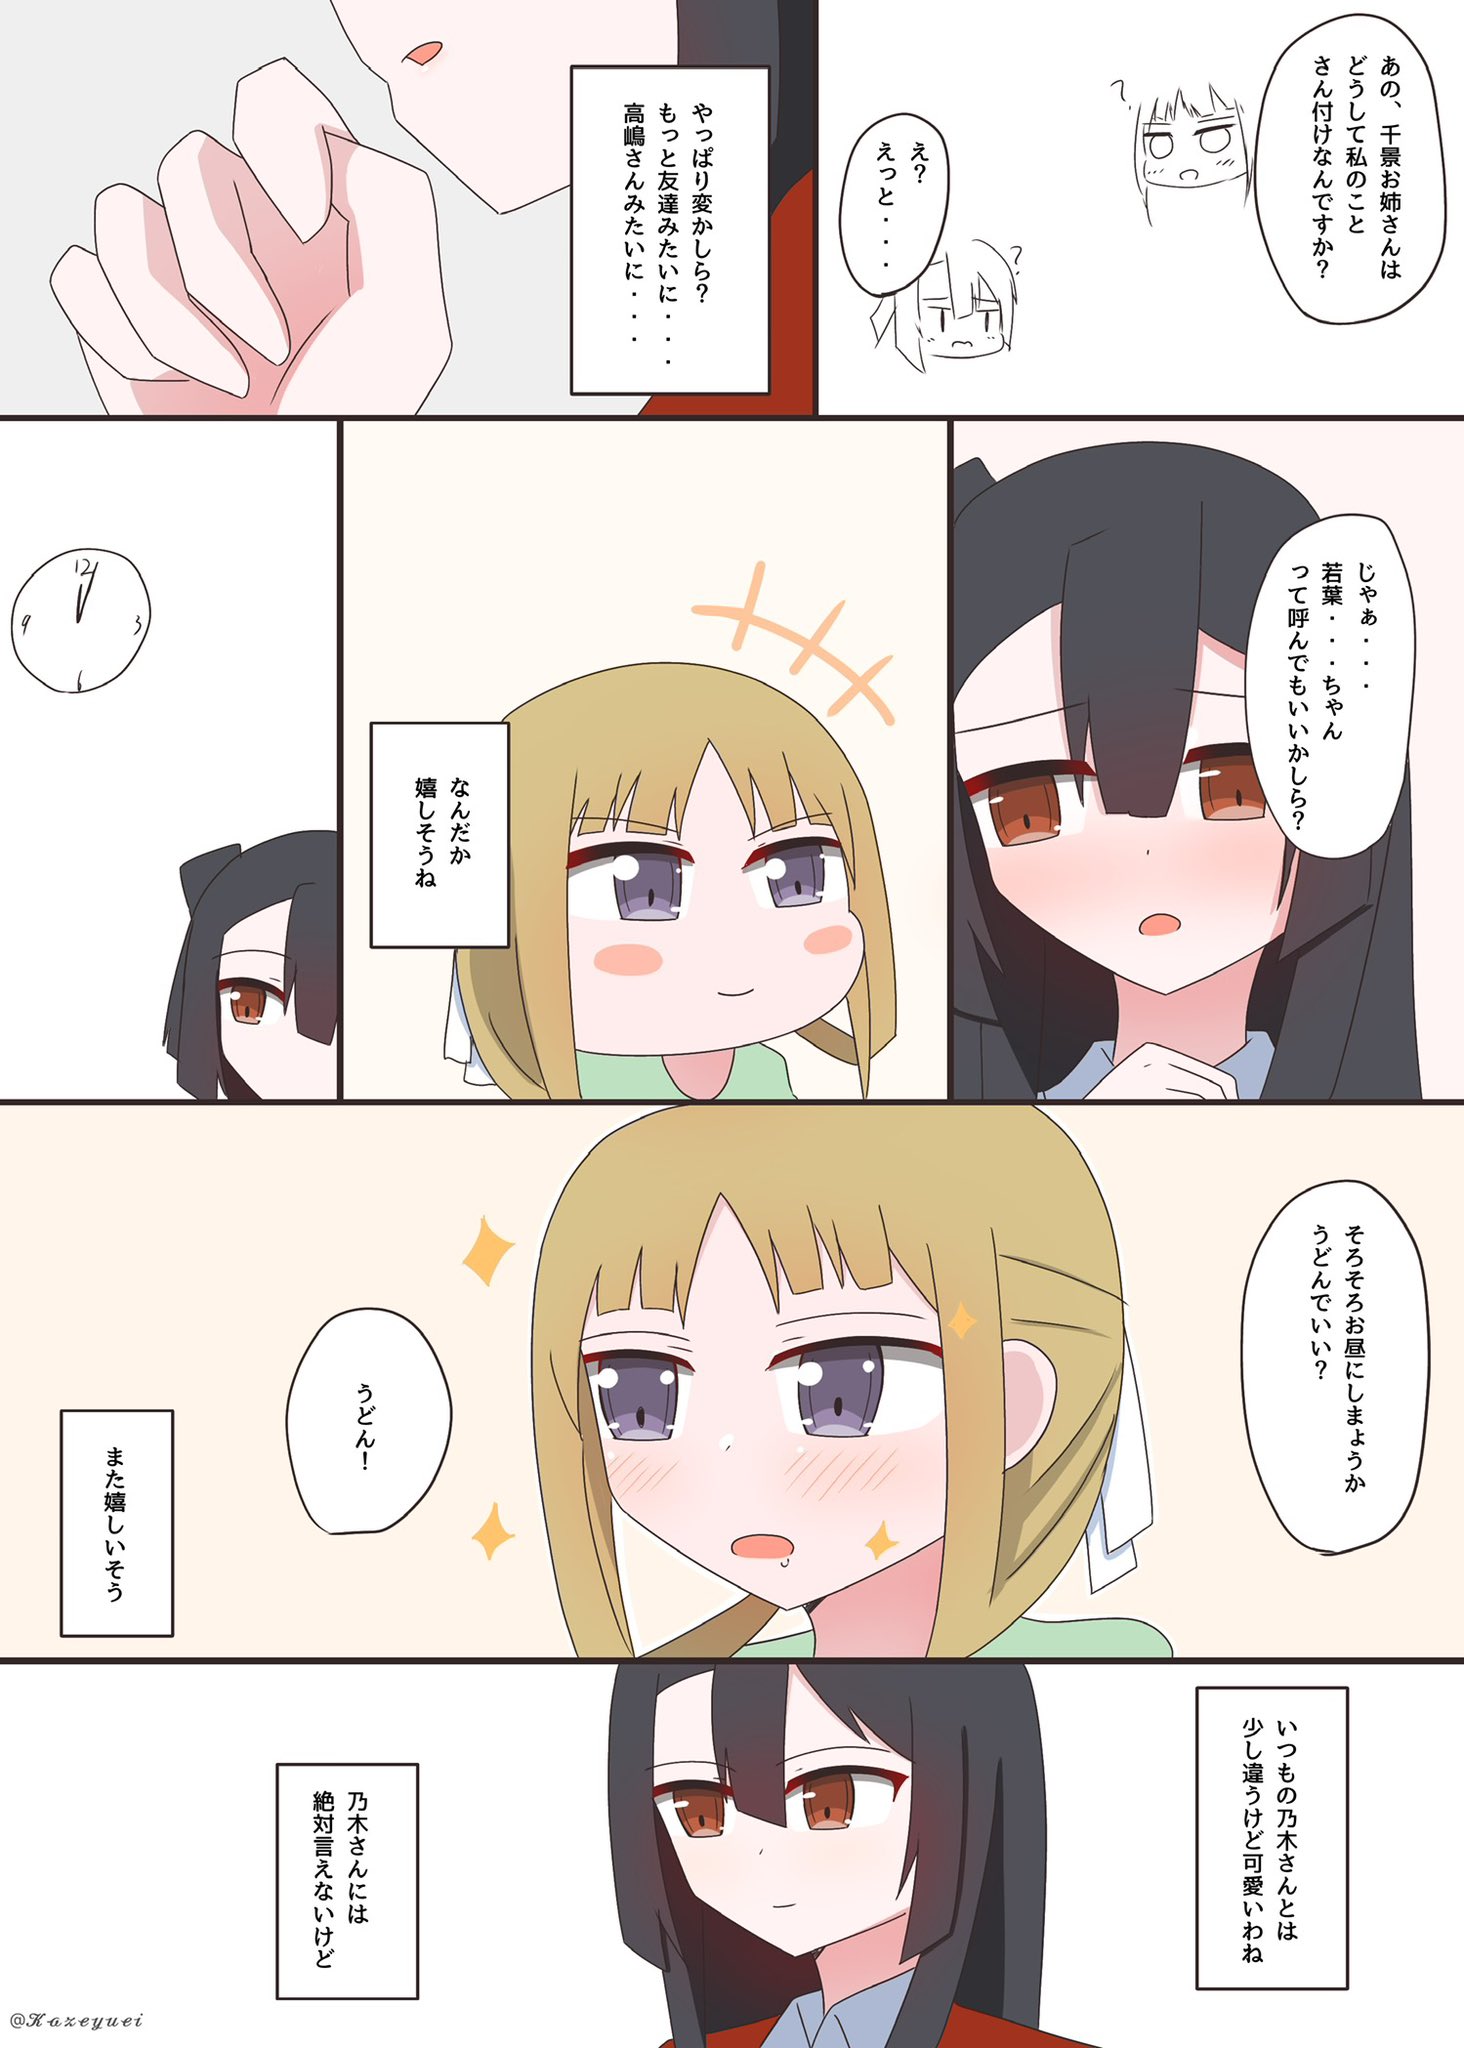 あの、千景お姉さんは
どうして私のこと
さん付けなんですか？
?
え？
えっと・・・
?
やっぱり変かしら？
もっと友達みたいに・・・
高嶋さんみたいに・・・
じゃぁ・・・
若葉・・・ちゃん
って呼んでもいいかしら？
なんだか
嬉しそうね
12
9
3
6
そろそろお昼にしまょうか
うどんでいい？
うどん！
また嬉しいそう
いつもの乃木さんとは
少し違うけど可愛いわね
乃木さんには
絶対言えないけど
@Kazeyuei